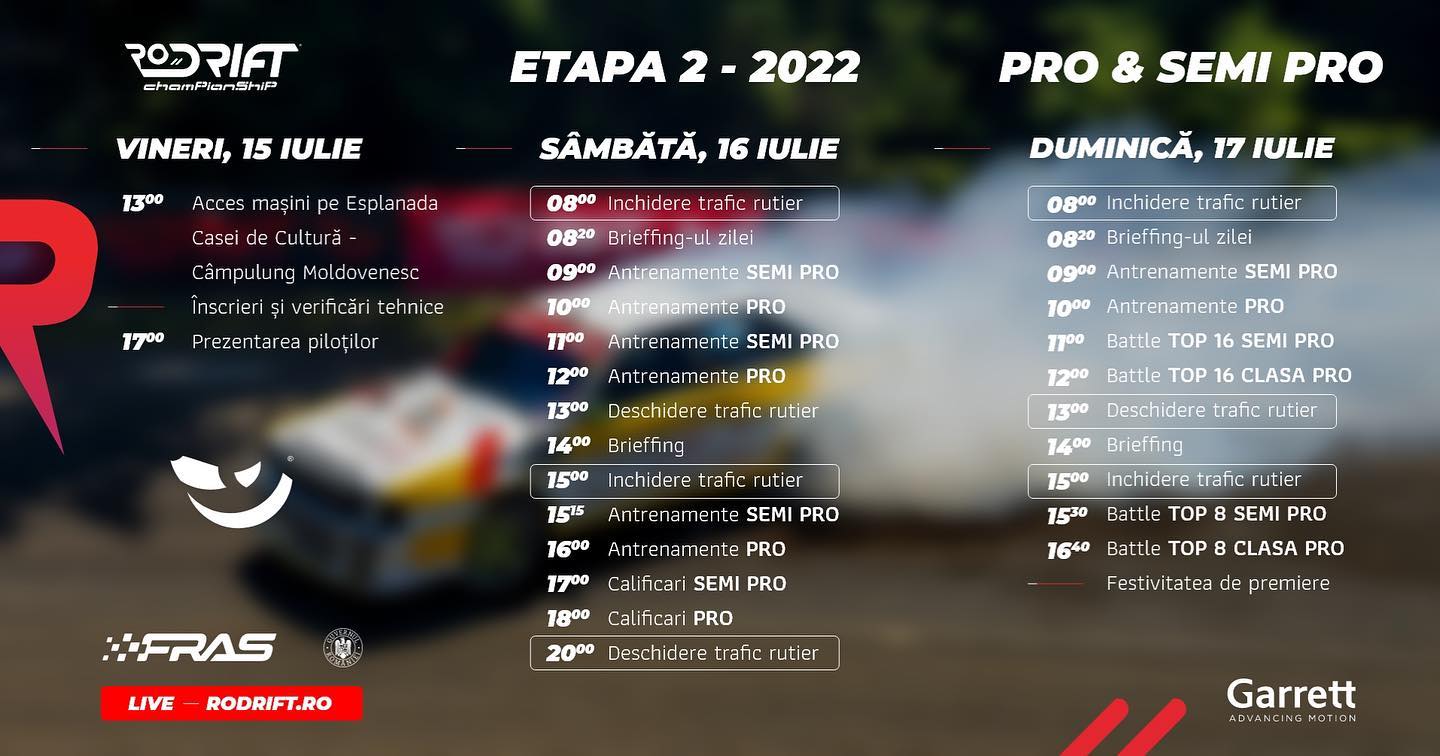 RODRIFT
championship
ETAPA 2 - 2022
PRO & SEMI PRO
VINERI, 15 IULIE
13⁰⁰ Acces mașini pe Esplanada
Casei de Cultură -
Câmpulung Moldovenesc
Înscrieri și verificări tehnice
17⁰⁰ Prezentarea piloților
SÂMBĂTĂ, 16 IULIE
08⁰⁰ Inchidere trafic rutier
08²⁰ Brieffing-ul zilei
09⁰⁰ Antrenamente SEMI PRO
10⁰⁰ Antrenamente PRO
11⁰⁰ Antrenamente SEMI PRO
12⁰⁰ Antrenamente PRO
13⁰⁰ Deschidere trafic rutier
14⁰⁰ Brieffing
15⁰⁰ Inchidere trafic rutier
15¹⁵ Antrenamente SEMI PRO
16⁰⁰ Antrenamente PRO
17⁰⁰ Calificari SEMI PRO
18⁰⁰ Calificari PRO
20⁰⁰ Deschidere trafic rutier
DUMINICĂ, 17 IULIE
08⁰⁰ Inchidere trafic rutier
08²⁰ Brieffing-ul zilei
09⁰⁰ Antrenamente SEMI PRO
10⁰⁰ Antrenamente PRO
11⁰⁰ Battle TOP 16 SEMI PRO
12⁰⁰ Battle TOP 16 CLASA PRO
13⁰⁰ Deschidere trafic rutier
14⁰⁰ Brieffing
15⁰⁰ Inchidere trafic rutier
15³⁰ Battle TOP 8 SEMI PRO
16⁴⁰ Battle TOP 8 CLASA PRO
Festivitatea de premiere
R
®
FRAS
GUVERNUL ROMÂNIEI
LIVE — RODRIFT.RO
Garrett
ADVANCING MOTION